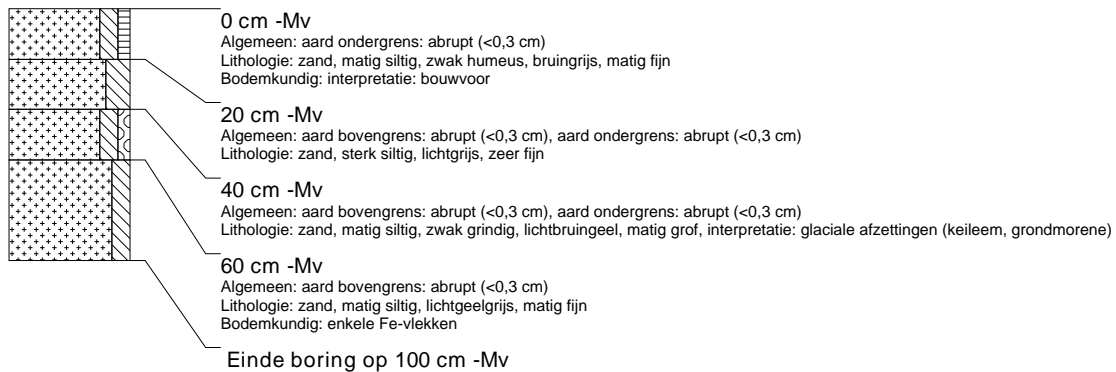 0 cm -Mv
Algemeen: aard ondergrens: abrupt (<0,3 cm)
Lithologie: zand, matig siltig, zwak humeus, bruingrijs, matig fijn
Bodemkundig: interpretatie: bouwvoor
20 cm -Mv
Algemeen: aard bovengrens: abrupt (<0,3 cm), aard ondergrens: abrupt (<0,3 cm)
Lithologie: zand, sterk siltig, lichtgrijs, zeer fijn
40 cm -Mv
Algemeen: aard bovengrens: abrupt (<0,3 cm), aard ondergrens: abrupt (<0,3 cm)
Lithologie: zand, matig siltig, zwak grindig, lichtbruingeel, matig grof, interpretatie: glaciale afzettingen (keileem, grondmorene)
60 cm -Mv
Algemeen: aard bovengrens: abrupt (<0,3 cm)
Lithologie: zand, matig siltig, lichtgeelgrijs, matig fijn
Bodemkundig: enkele Fe-vlekken
Einde boring op 100 cm -Mv